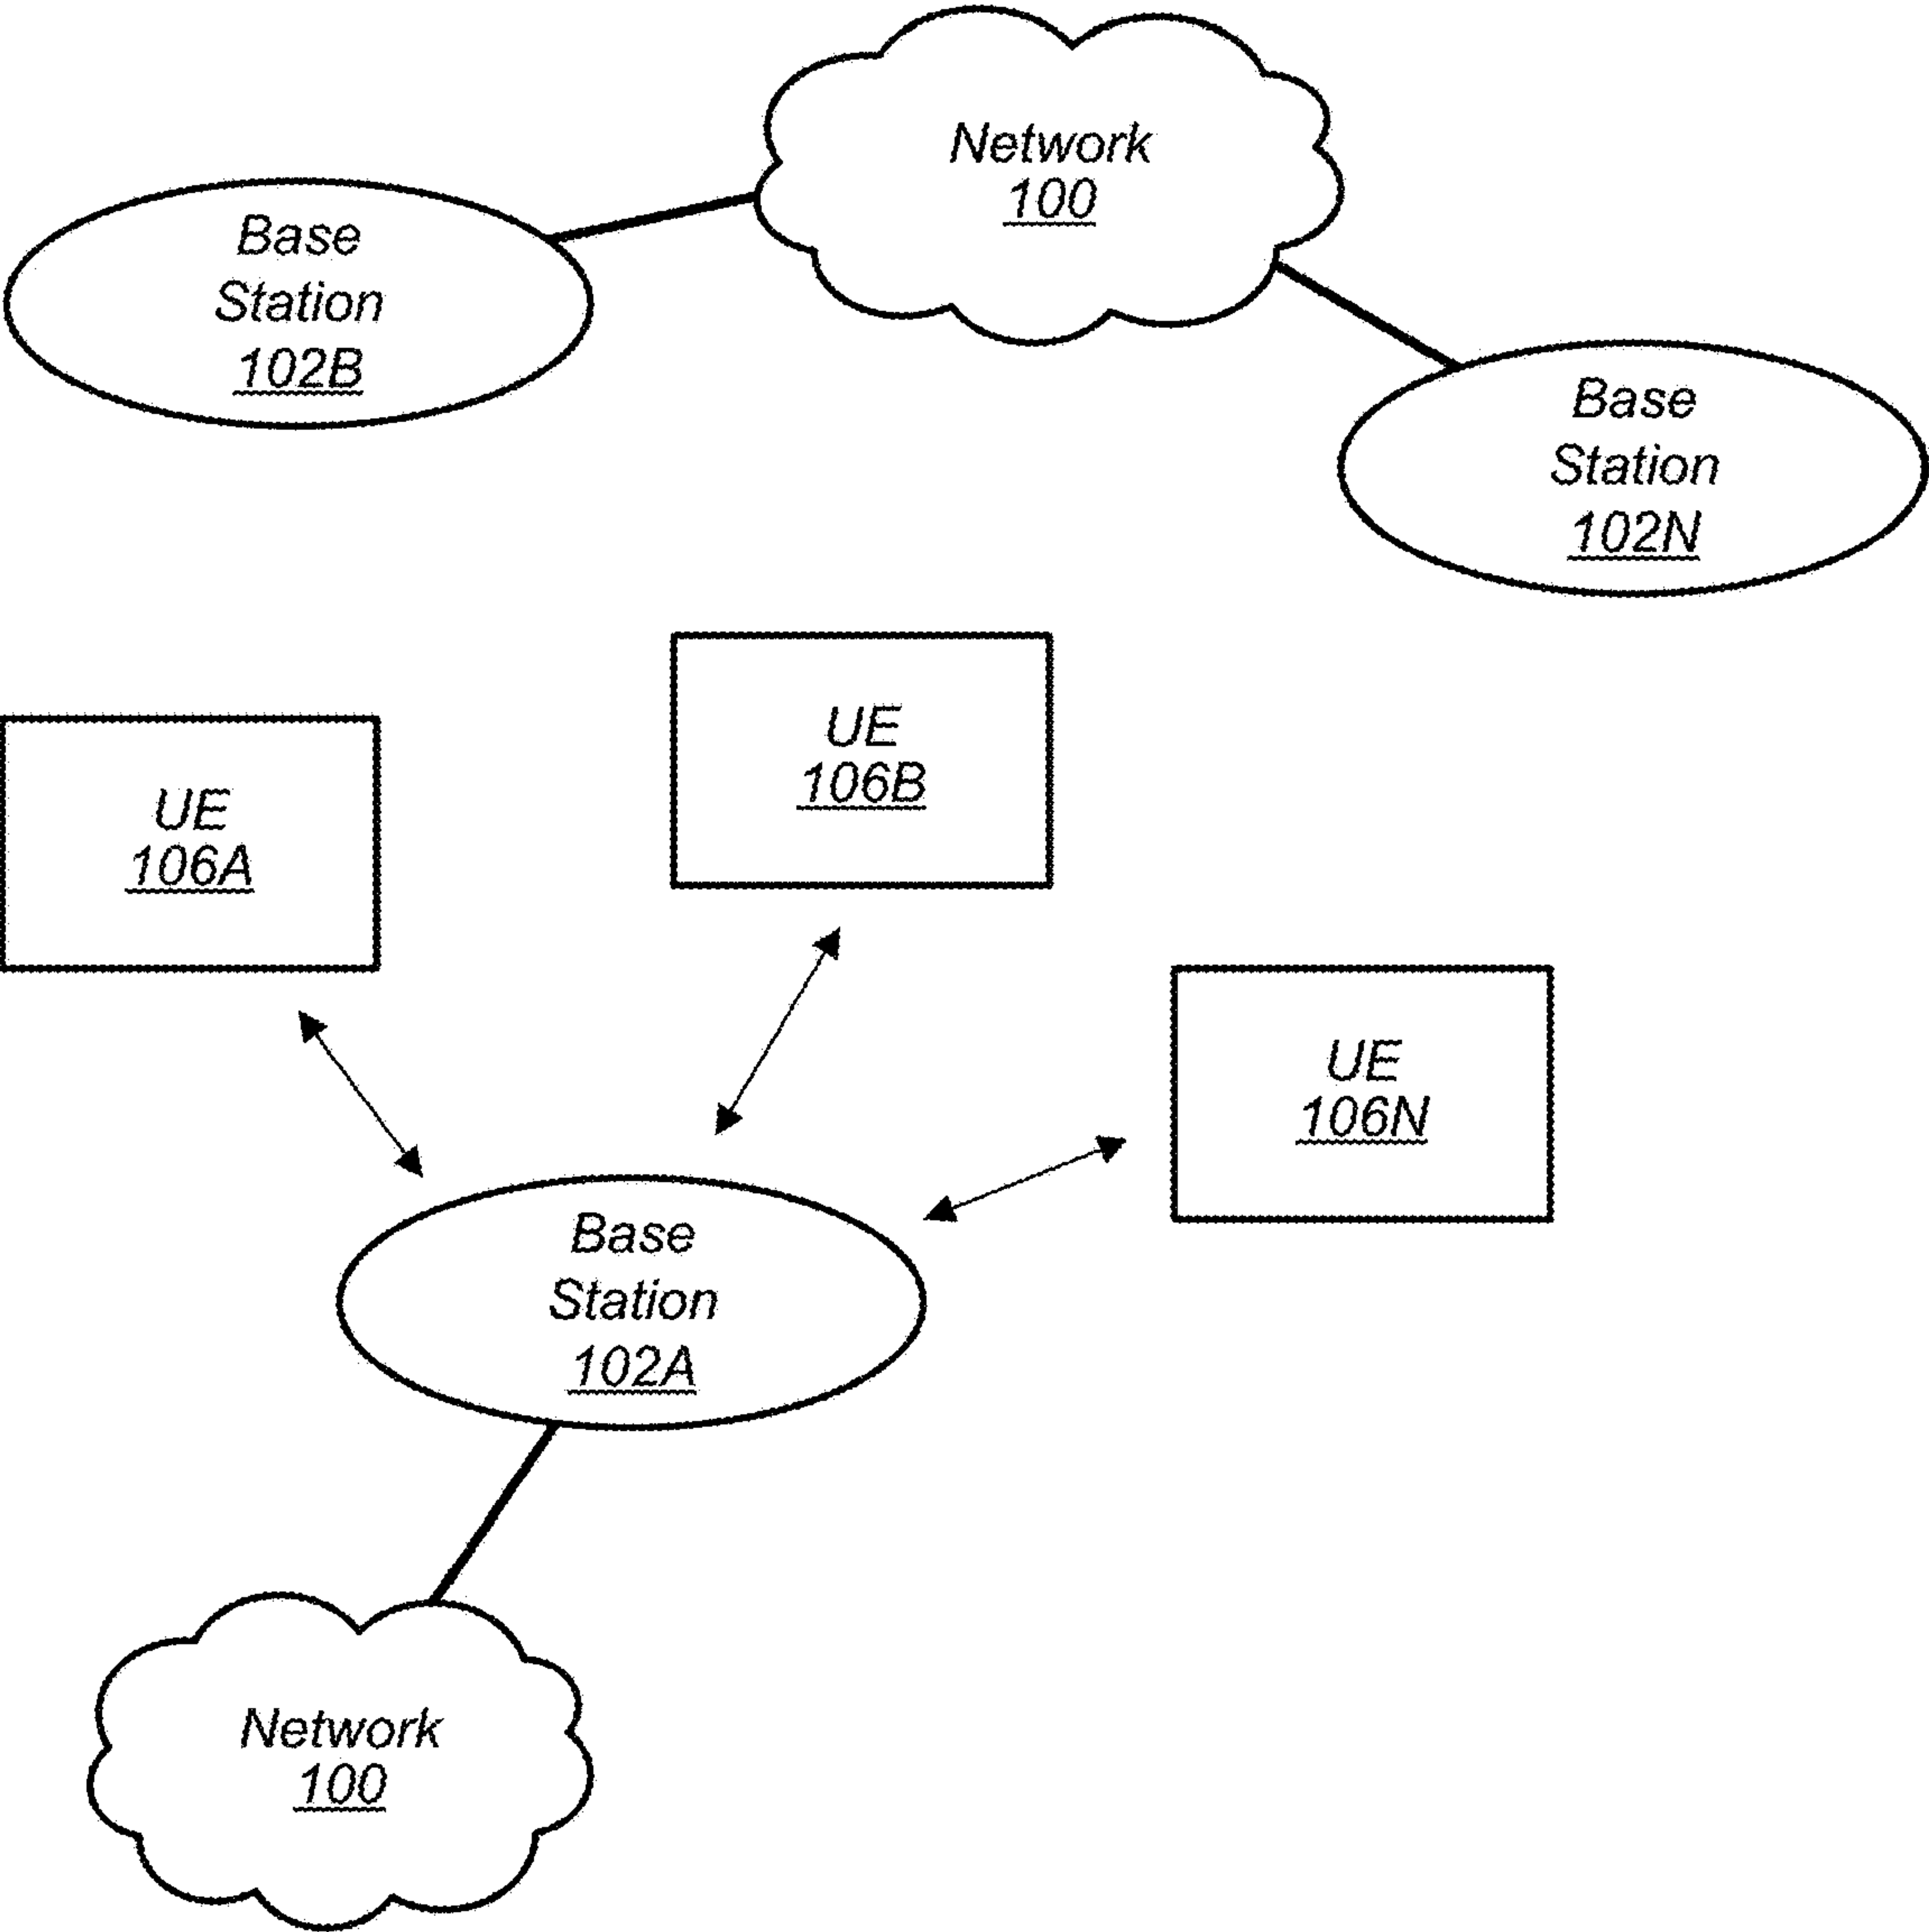 Network
100
Base
Station
102B
Base
Station
102N
UE
106B
UE
106A
UE
106N
Base
Station
102A
Network
100